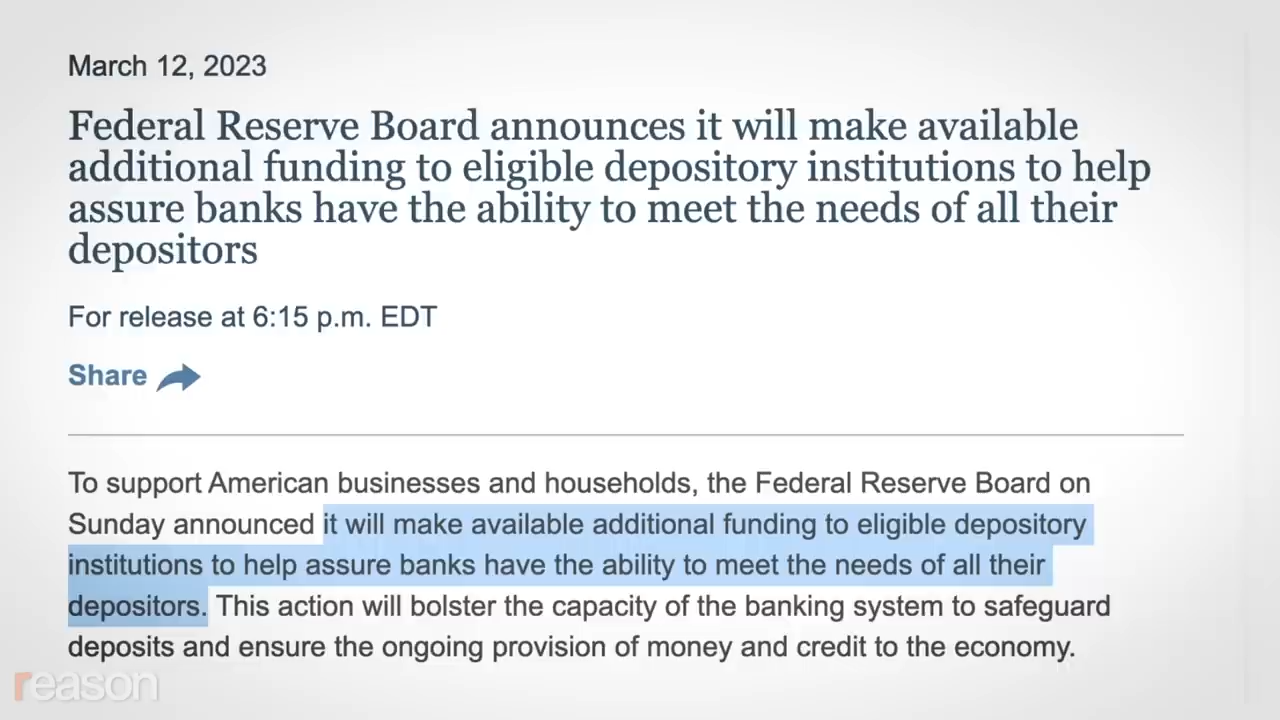 March 12, 2023
Federal Reserve Board announces it will make available
additional funding to eligible depository institutions to help
assure banks have the ability to meet the needs of all their
depositors
For release at 6:15 p.m. EDT
Share
To support American businesses and households, the Federal Reserve Board on
Sunday announced it will make available additional funding to eligible depository
institutions to help assure banks have the ability to meet the needs of all their
depositors. This action will bolster the capacity of the banking system to safeguard
deposits and ensure the ongoing provision of money and credit to the economy.
reason